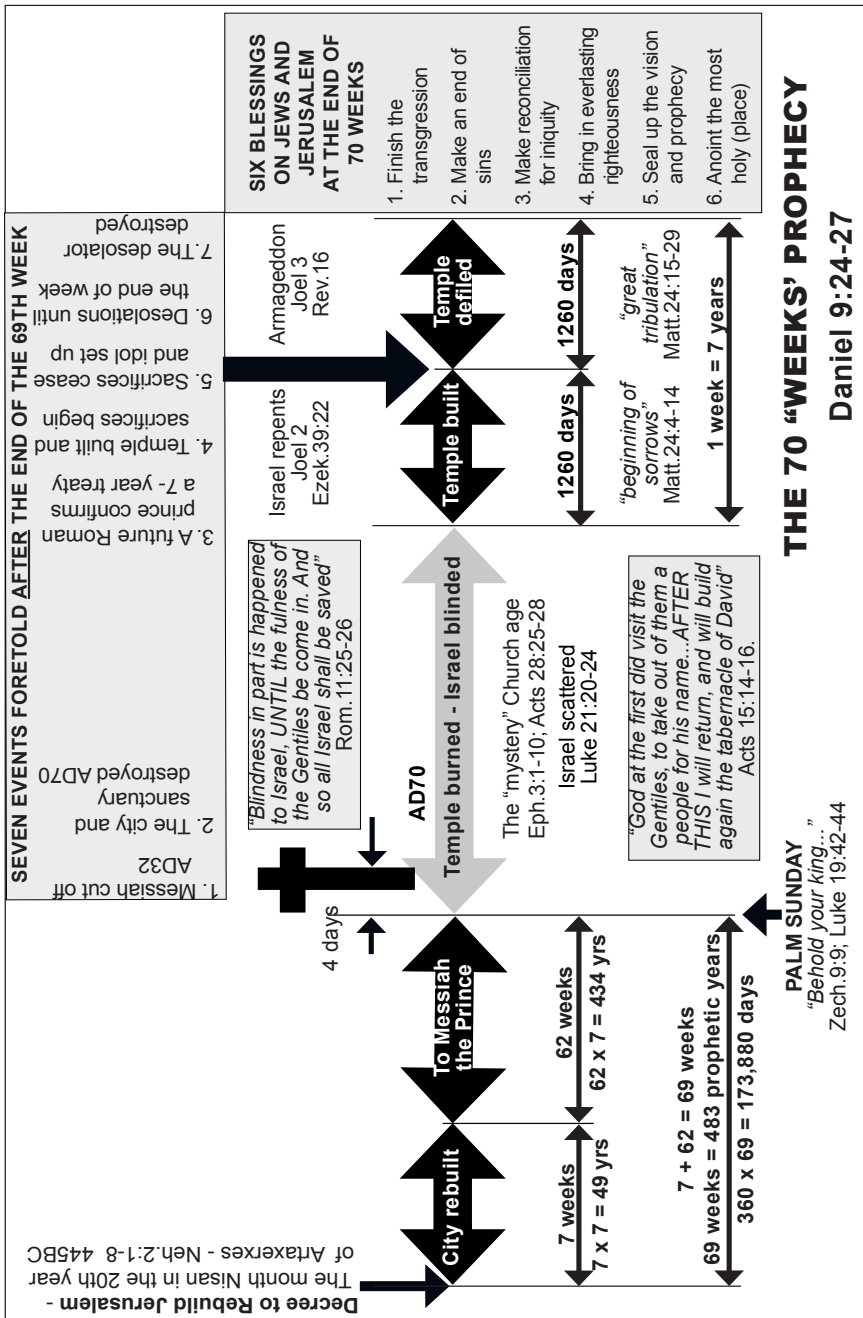 THE 70 “WEEKS’ PROPHECY
Daniel 9:24-27
Decree to Rebuild Jerusalem -
The month Nisan in the 20th year
of Artaxerxes - Neh.2:1-8  445BC
SEVEN EVENTS FORETOLD AFTER THE END OF THE 69TH WEEK
1. Messiah cut off
AD32
2. The city and
sanctuary
destroyed AD70
3. A future Roman
prince confirms
a 7- year treaty
4. Temple built and
sacrifices begin
5. Sacrifices cease
and idol set up
6. Desolations until
the end of week
7.The desolator
destroyed
SIX BLESSINGS
ON JEWS AND
JERUSALEM
AT THE END OF
70 WEEKS
1. Finish the
transgression
2. Make an end of
sins
3. Make reconciliation
for iniquity
4. Bring in everlasting
righteousness
5. Seal up the vision
and prophecy
6. Anoint the most
holy (place)
4 days
“Blindness in part is happened
to Israel, UNTIL the fulness of
the Gentiles be come in. And
so all Israel shall be saved”
Rom.11:25-26
Israel repents
Joel 2
Ezek.39:22
Armageddon
Joel 3
Rev.16
AD70
City rebuilt
To Messiah
the Prince
Temple burned - Israel blinded
Temple built
Temple
defiled
The “mystery” Church age
Eph.3:1-10; Acts 28:25-28
Israel scattered
Luke 21:20-24
7 weeks
7 x 7 = 49 yrs
62 weeks
62 x 7 = 434 yrs
1260 days
1260 days
“beginning of
sorrows”
Matt.24:4-14
“great
tribulation”
Matt.24:15-29
7 + 62 = 69 weeks
69 weeks = 483 prophetic years
360 x 69 = 173,880 days
“God at the first did visit the
Gentiles, to take out of them a
people for his name....AFTER
THIS I will return, and will build
again the tabernacle of David”
Acts 15:14-16.
1 week = 7 years
PALM SUNDAY
“Behold your king...”
Zech.9:9; Luke 19:42-44